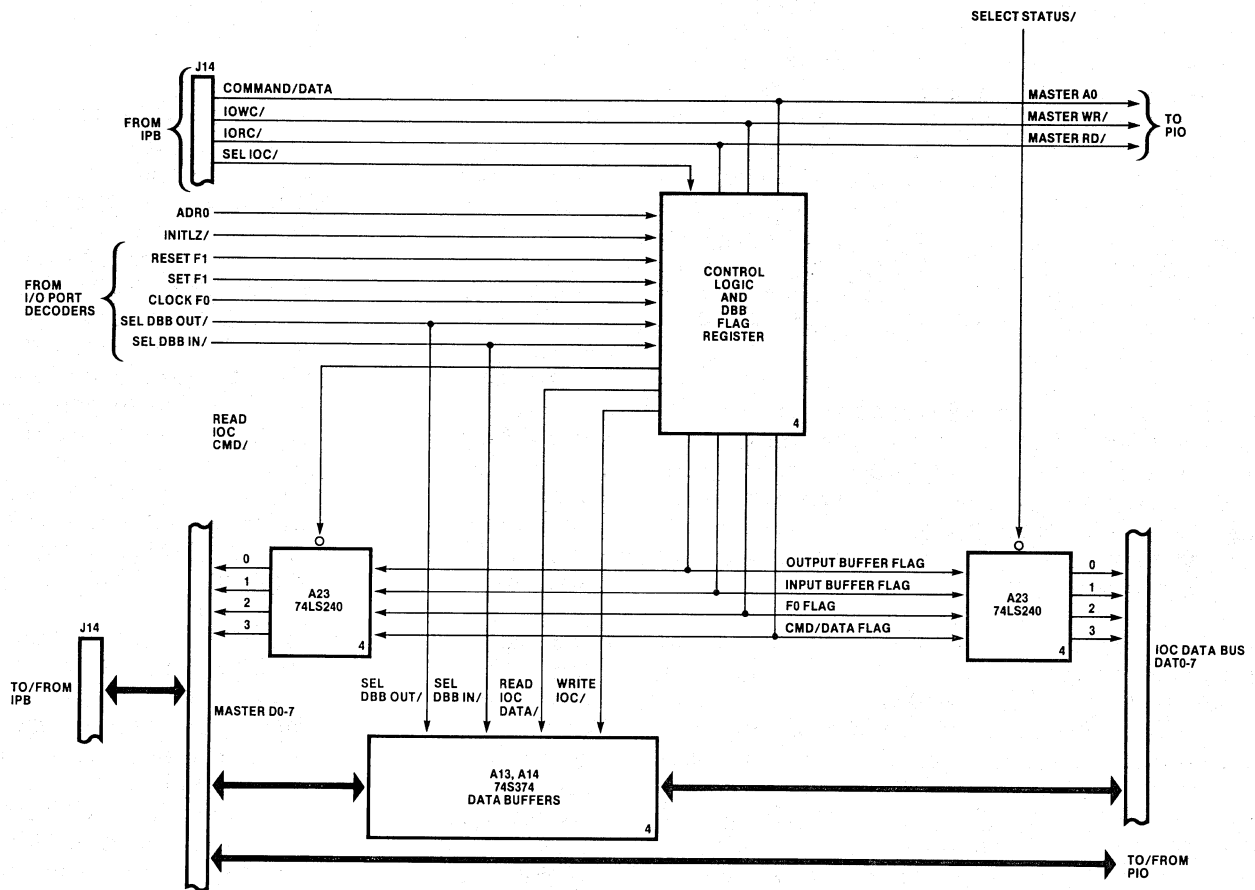 SELECT STATUS/
J14
COMMAND/DATA
IOWC/
IORC/
SEL IOC/
FROM
IPB
MASTER A0
MASTER WR/
MASTER RD/
TO
PIO
ADR0
INITLZ/
RESET F1
SET F1
CLOCK F0
SEL DBB OUT/
SEL DBB IN/
FROM
I/O PORT
DECODERS
CONTROL
LOGIC
AND
DBB
FLAG
REGISTER
4
READ
IOC
CMD/
0
1
2
3
A23
74LS240
4
OUTPUT BUFFER FLAG
INPUT BUFFER FLAG
F0 FLAG
CMD/DATA FLAG
A23
74LS240
4
0
1
2
3
IOC DATA BUS
DAT0-7
J14
TO/FROM
IPB
MASTER D0-7
SEL
DBB OUT/
SEL
DBB IN/
READ
IOC
DATA/
WRITE
IOC/
A13, A14
74S374
DATA BUFFERS
4
TO/FROM
PIO